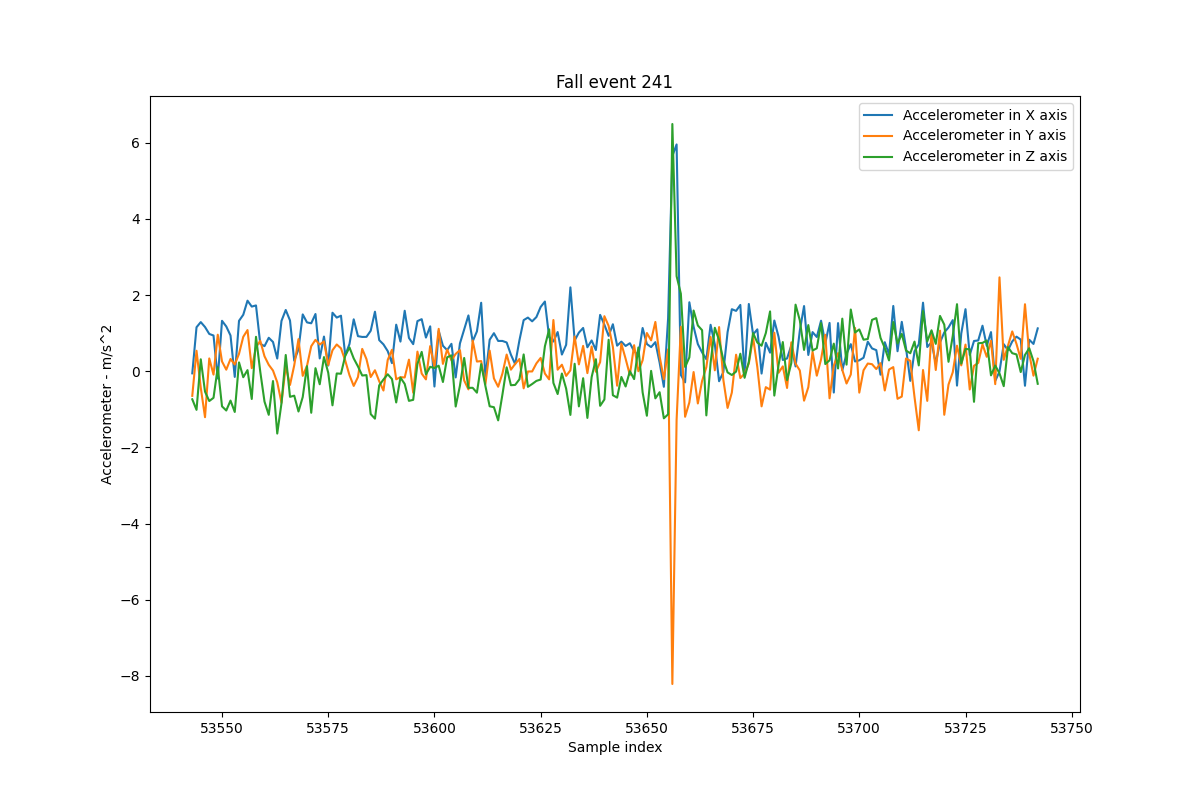 Fall event 241
Accelerometer in X axis
Accelerometer in Y axis
Accelerometer in Z axis
Accelerometer - m/s^2
6
4
2
0
−2
−4
−6
−8
53550 53575 53600 53625 53650 53675 53700 53725 53750
Sample index